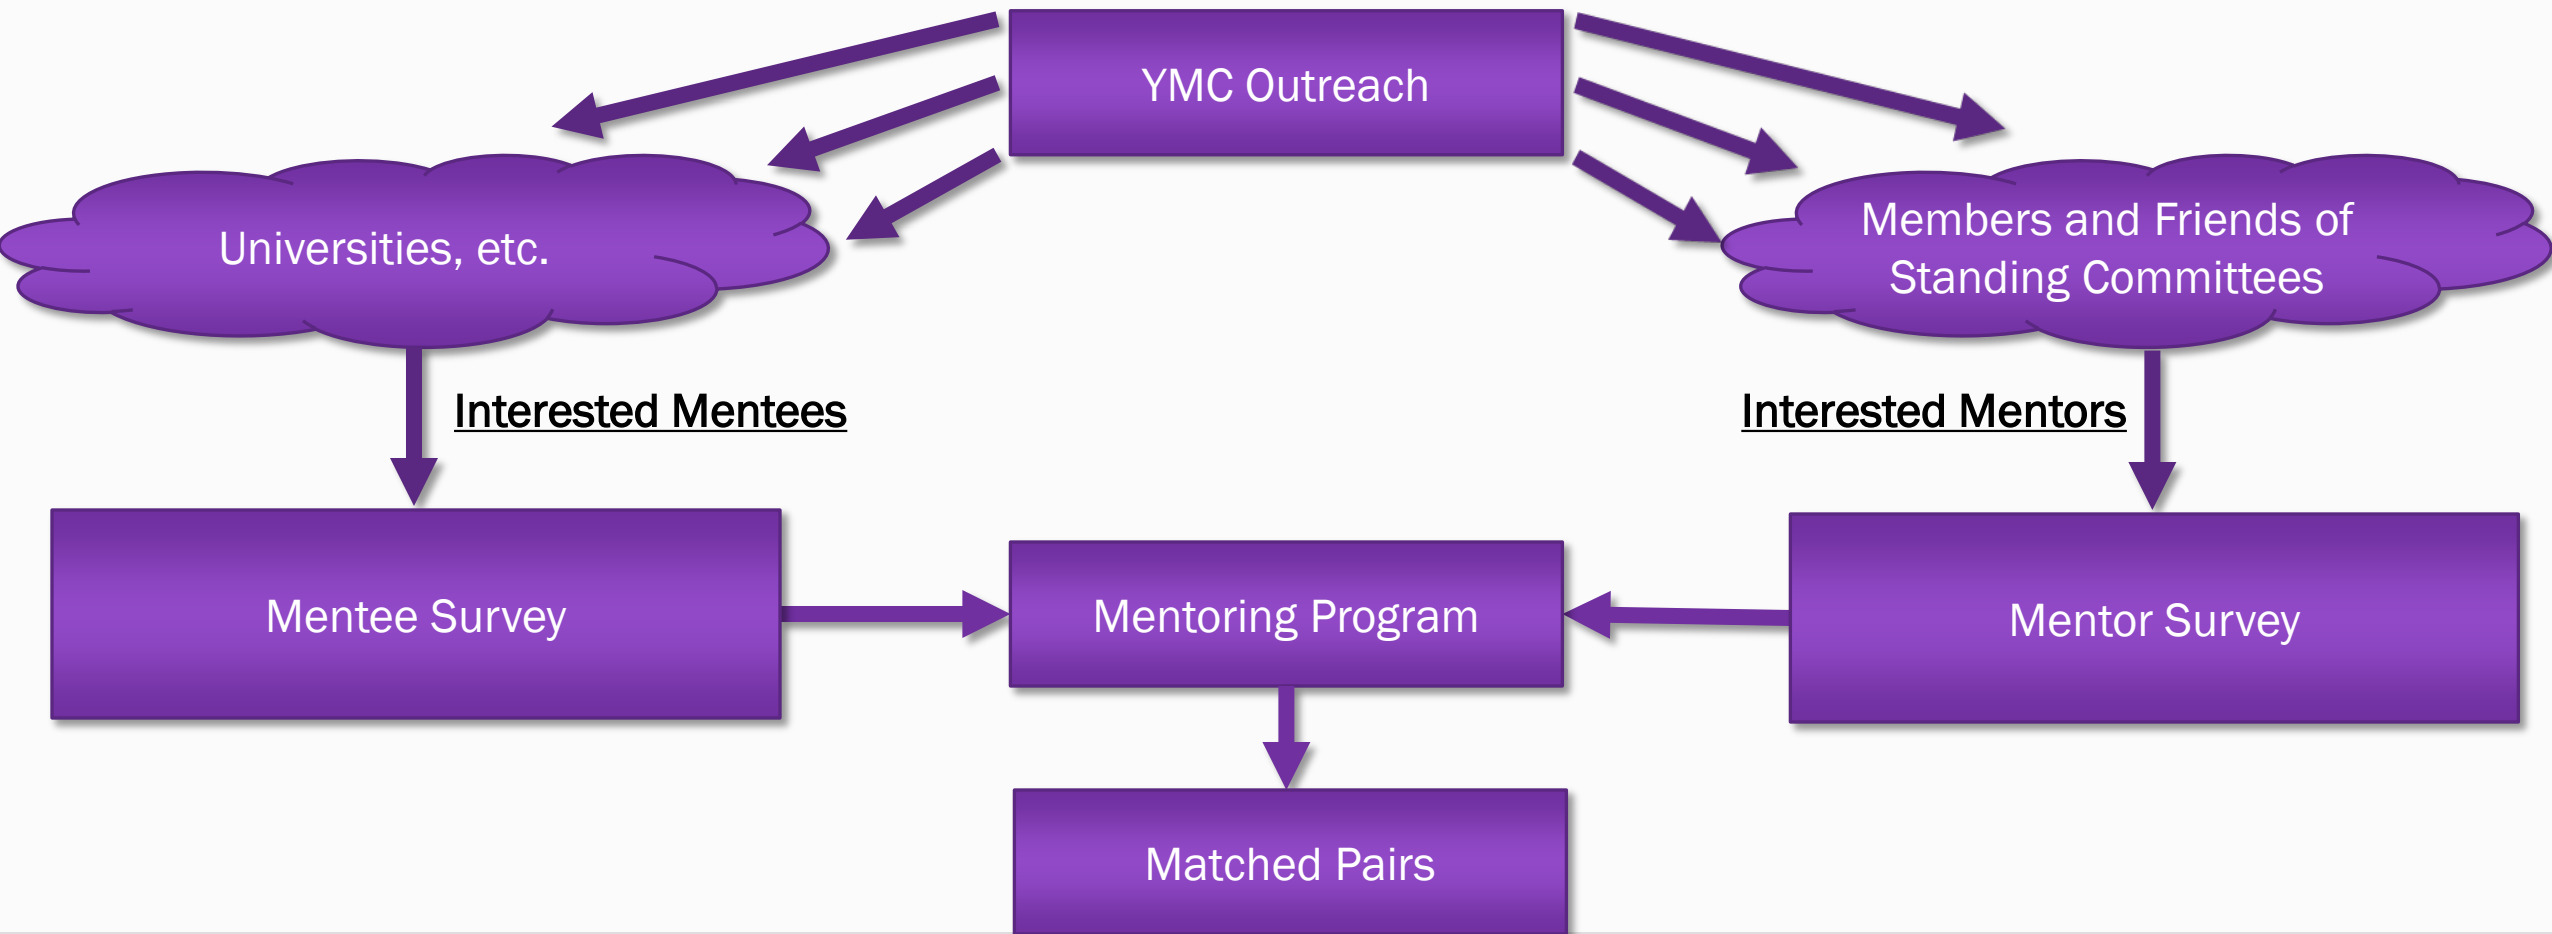 YMC Outreach
Universities, etc.
Members and Friends of
Standing Committees
Interested Mentees
Interested Mentors
Mentee Survey
Mentoring Program
Mentor Survey
Matched Pairs